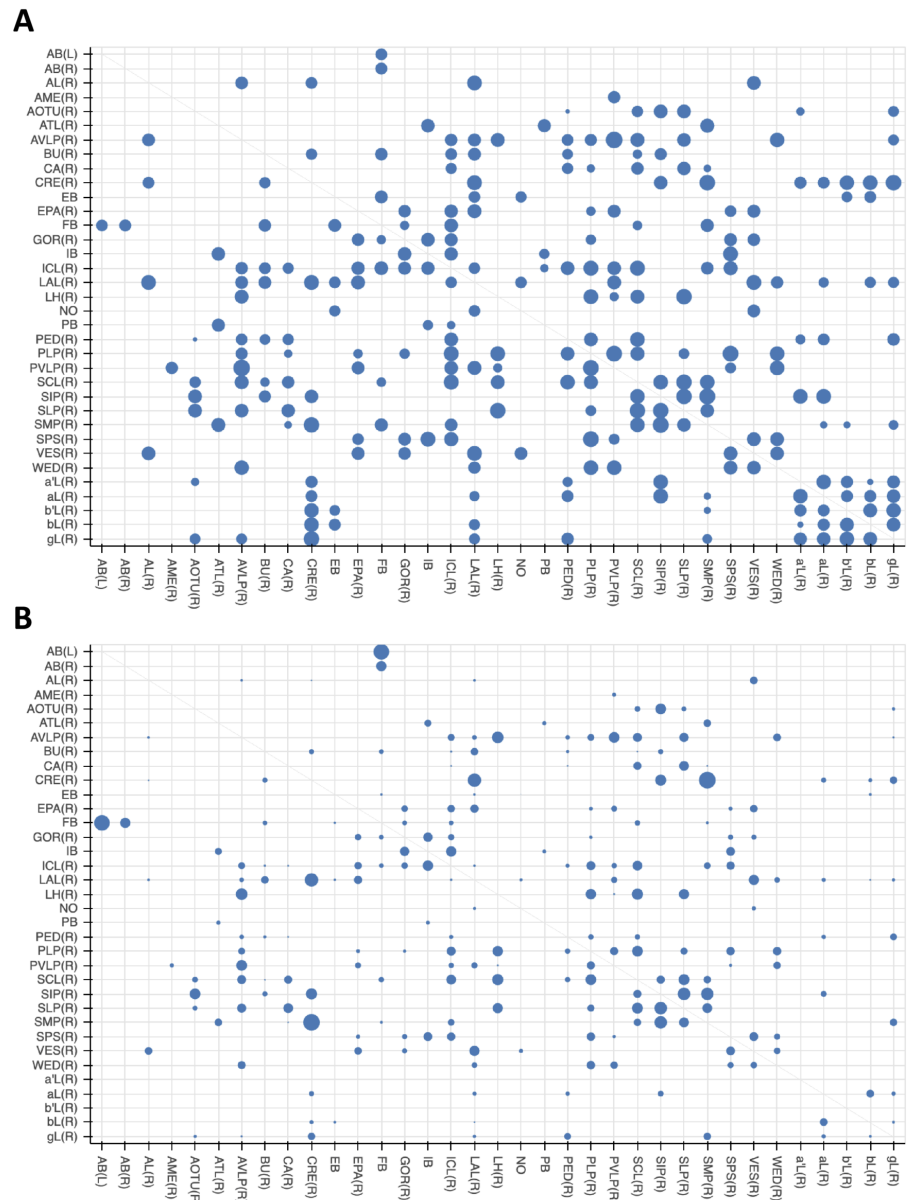 A
AB(L)
AB(R)
AL(R)
AME(R)
AOTU(R)
ATL(R)
AVLP(R)
BU(R)
CA(R)
CRE(R)
EB
EPA(R)
FB
GOR(R)
IB
ICL(R)
LAL(R)
LH(R)
NO
PB
PED(R)
PLP(R)
PVLP(R)
SCL(R)
SIP(R)
SLP(R)
SMP(R)
SPS(R)
VES(R)
WED(R)
a'L(R)
aL(R)
b'L(R)
bL(R)
gL(R)
AB(L) AB(R) AL(R) AME(R) AOTU(R) ATL(R) AVLP(R) BU(R) CA(R) CRE(R) EB EPA(R) FB GOR(R) IB ICL(R) LAL(R) LH(R) NO PB PED(R) PLP(R) PVLP(R) SCL(R) SIP(R) SLP(R) SMP(R) SPS(R) VES(R) WED(R) a'L(R) aL(R) b'L(R) bL(R) gL(R)
B
AB(L)
AB(R)
AL(R)
AME(R)
AOTU(R)
ATL(R)
AVLP(R)
BU(R)
CA(R)
CRE(R)
EB
EPA(R)
FB
GOR(R)
IB
ICL(R)
LAL(R)
LH(R)
NO
PB
PED(R)
PLP(R)
PVLP(R)
SCL(R)
SIP(R)
SLP(R)
SMP(R)
SPS(R)
VES(R)
WED(R)
a'L(R)
aL(R)
b'L(R)
bL(R)
gL(R)
AB(L) AB(R) AL(R) AME(R) AOTU(R) ATL(R) AVLP(R) BU(R) CA(R) CRE(R) EB EPA(R) FB GOR(R) IB ICL(R) LAL(R) LH(R) NO PB PED(R) PLP(R) PVLP(R) SCL(R) SIP(R) SLP(R) SMP(R) SPS(R) VES(R) WED(R) a'L(R) aL(R) b'L(R) bL(R) gL(R)